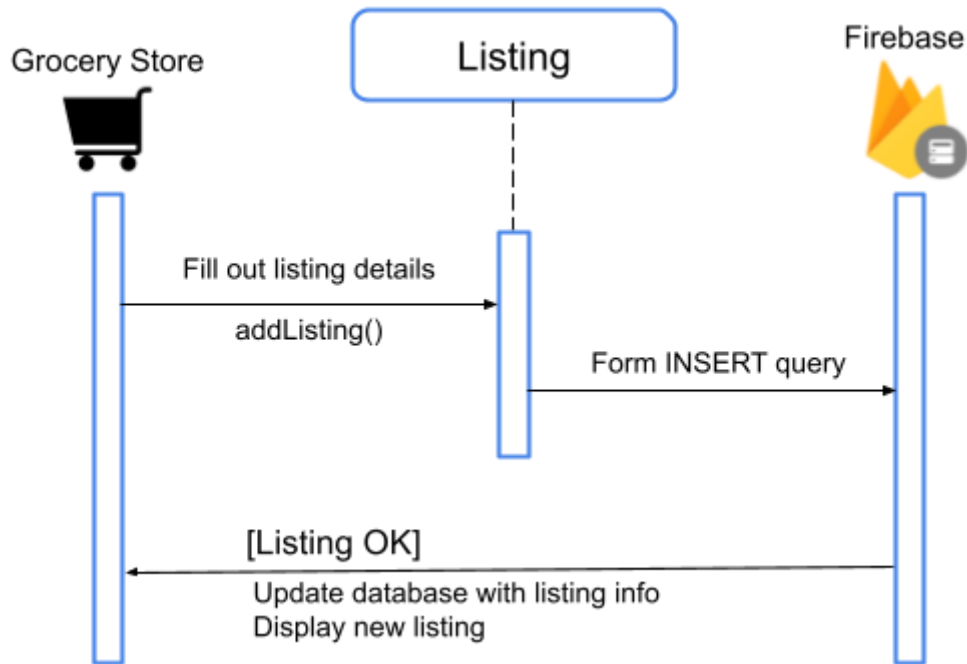 Grocery Store
Listing
Firebase
Fill out listing details
addListing()
Form INSERT query
[Listing OK]
Update database with listing info
Display new listing